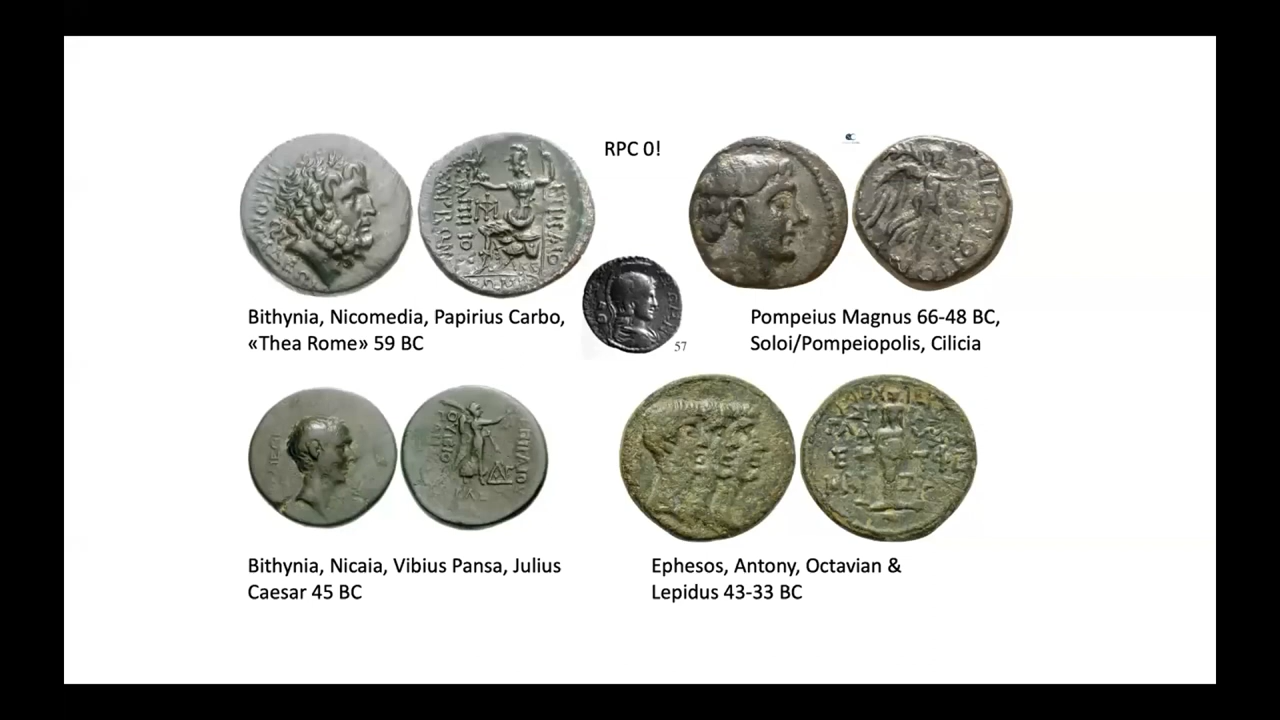 RPC 0!
Bithynia, Nicomedia, Papirius Carbo,
«Thea Rome» 59 BC
57
Pompeius Magnus 66-48 BC,
Soloi/Pompeiopolis, Cilicia
Bithynia, Nicaia, Vibius Pansa, Julius
Caesar 45 BC
Ephesos, Antony, Octavian &
Lepidus 43-33 BC